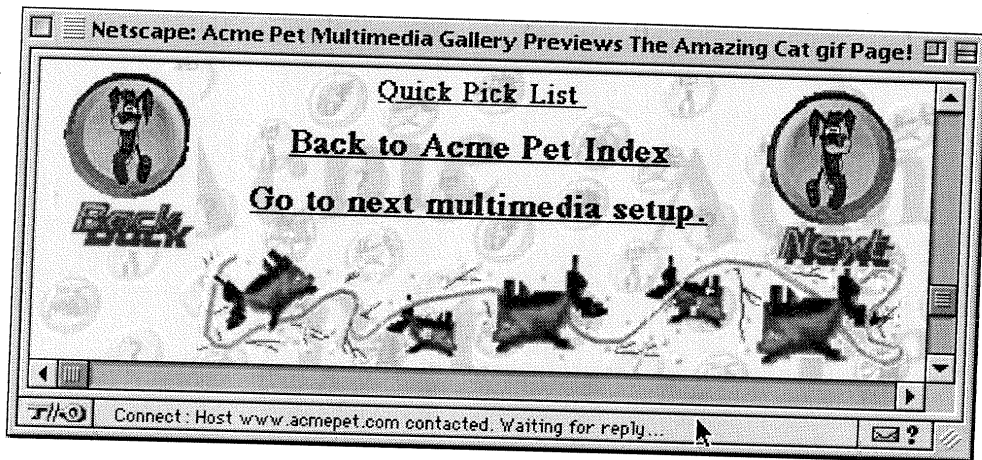 Netscape: Acme Pet Multimedia Gallery Previews The Amazing Cat gif Page!
Quick Pick List
Back to Acme Pet Index
Go to next multimedia setup.
Back
Next
Connect: Host www.acmepet.com contacted. Waiting for reply...
?